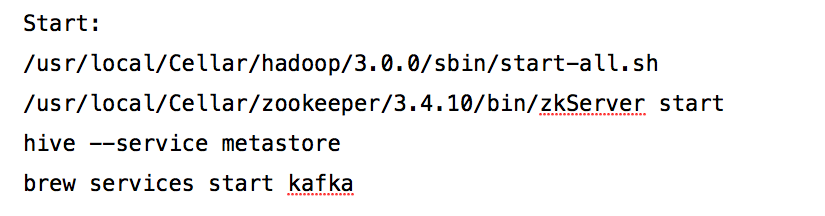 Start:
/usr/local/Cellar/hadoop/3.0.0/sbin/start-all.sh
/usr/local/Cellar/zookeeper/3.4.10/bin/zkServer start
hive --service metastore
brew services start kafka